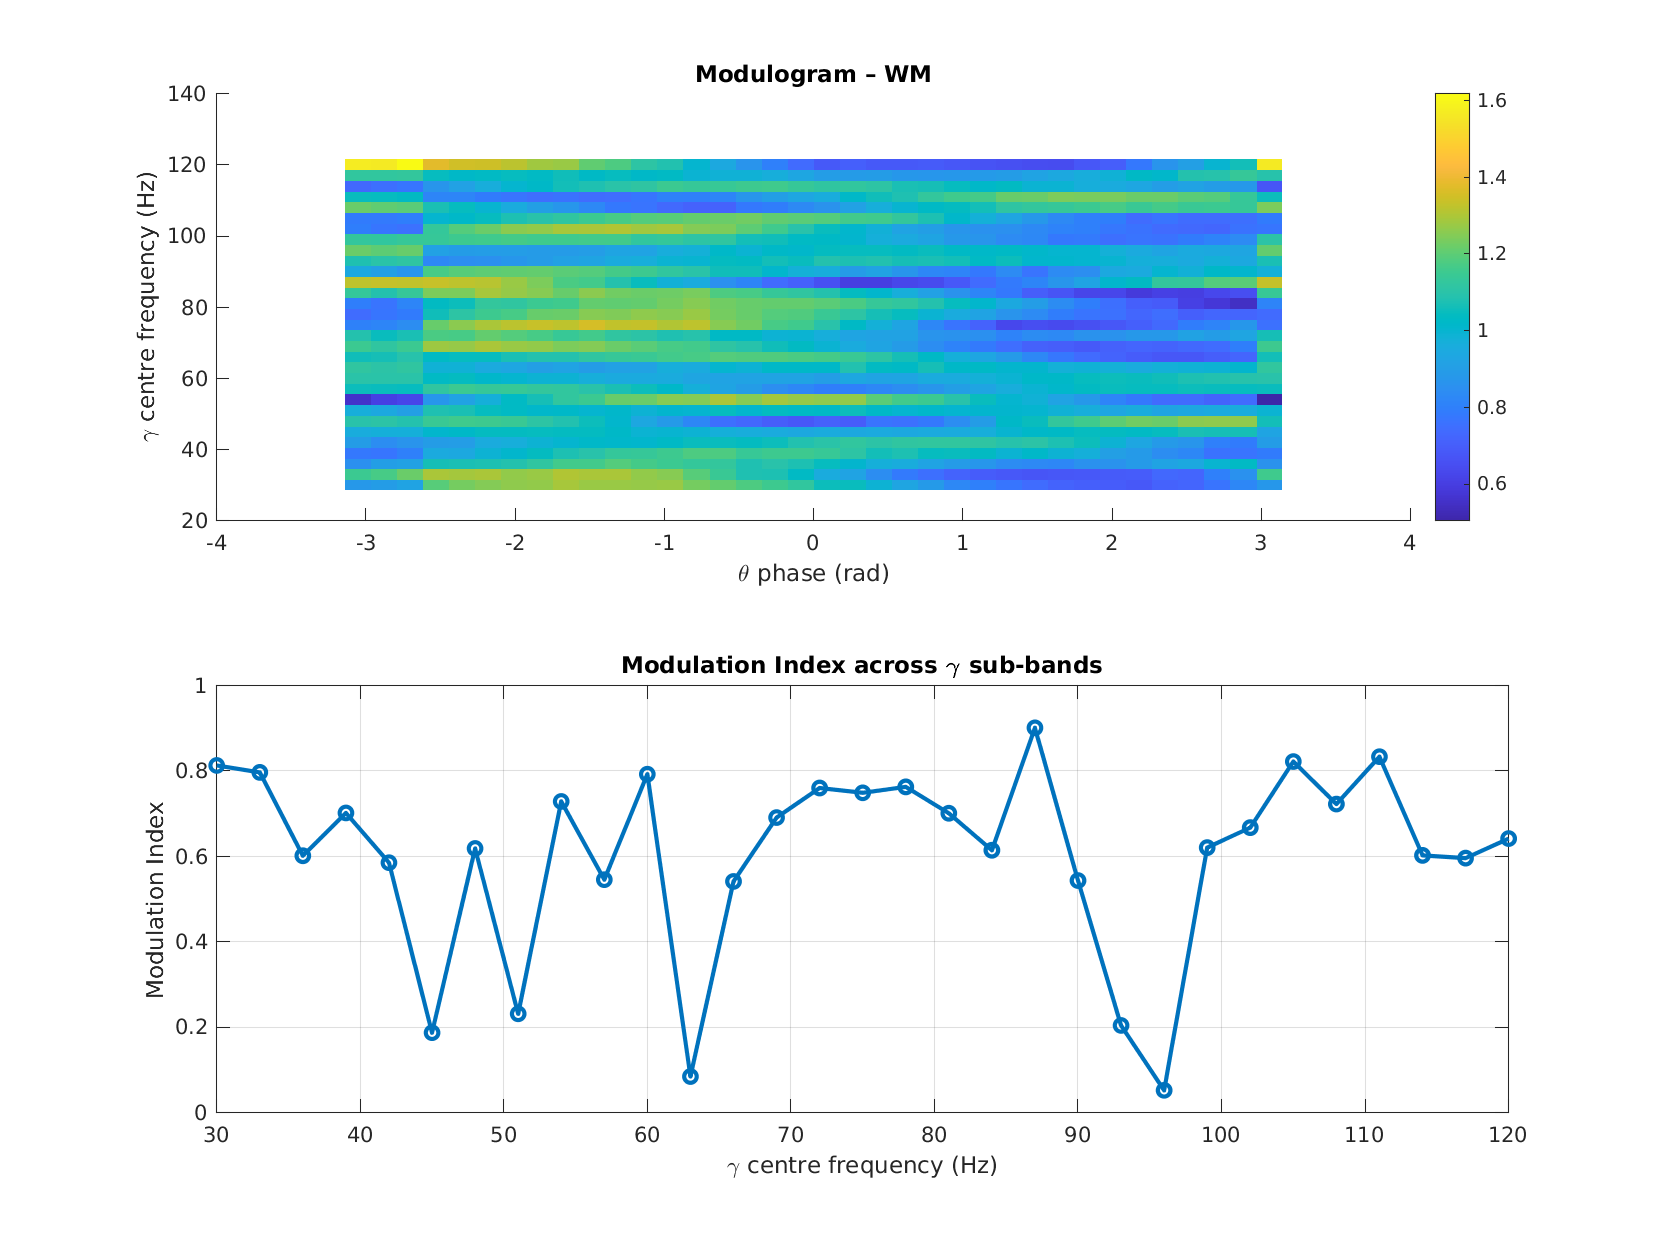 Modulogram – WM
140
120
100
80
60
40
20
γ centre frequency (Hz)
-4 -3 -2 -1 0 1 2 3 4
θ phase (rad)
1.6
1.4
1.2
1
0.8
0.6
Modulation Index across γ sub-bands
1
0.8
0.6
0.4
0.2
0
Modulation Index
30 40 50 60 70 80 90 100 110 120
γ centre frequency (Hz)